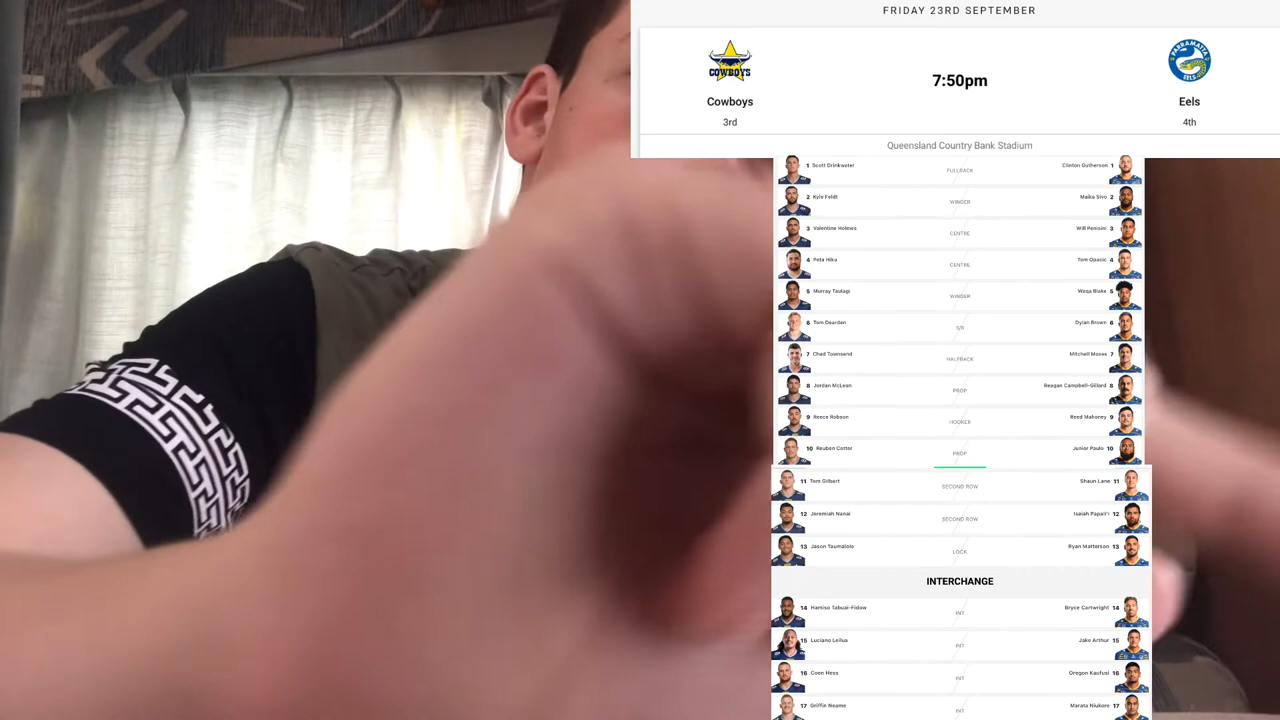 FRIDAY 23RD SEPTEMBER
COWBOYS
PARRAMATTA
EELS
Cowboys
7:50pm
Eels
3rd
4th
Queensland Country Bank Stadium
1 Scott Drinkwater FULLBACK Clinton Gutherson 1
2 Kyle Feldt WINGER Maika Sivo 2
3 Valentine Holmes CENTRE Will Penisini 3
4 Peta Hiku CENTRE Tom Opacic 4
5 Murray Taulagi WINGER Waqa Blake 5
6 Tom Dearden 5/8 Dylan Brown 6
7 Chad Townsend HALFBACK Mitchell Moses 7
8 Jordan McLean PROP Reagan Campbell-Gillard 8
9 Reece Robson HOOKER Reed Mahoney 9
10 Reuben Cotter PROP Junior Paulo 10
11 Tom Gilbert SECOND ROW Shaun Lane 11
12 Jeremiah Nanai SECOND ROW Isaiah Papali'i 12
13 Jason Taumalolo LOCK Ryan Matterson 13
INTERCHANGE
14 Hamiso Tabuai-Fidow INT Bryce Cartwright 14
15 Luciano Leilua INT Jake Arthur 15
16 Coen Hess INT Oregon Kaufusi 16
17 Griffin Neame INT Marata Niukore 17